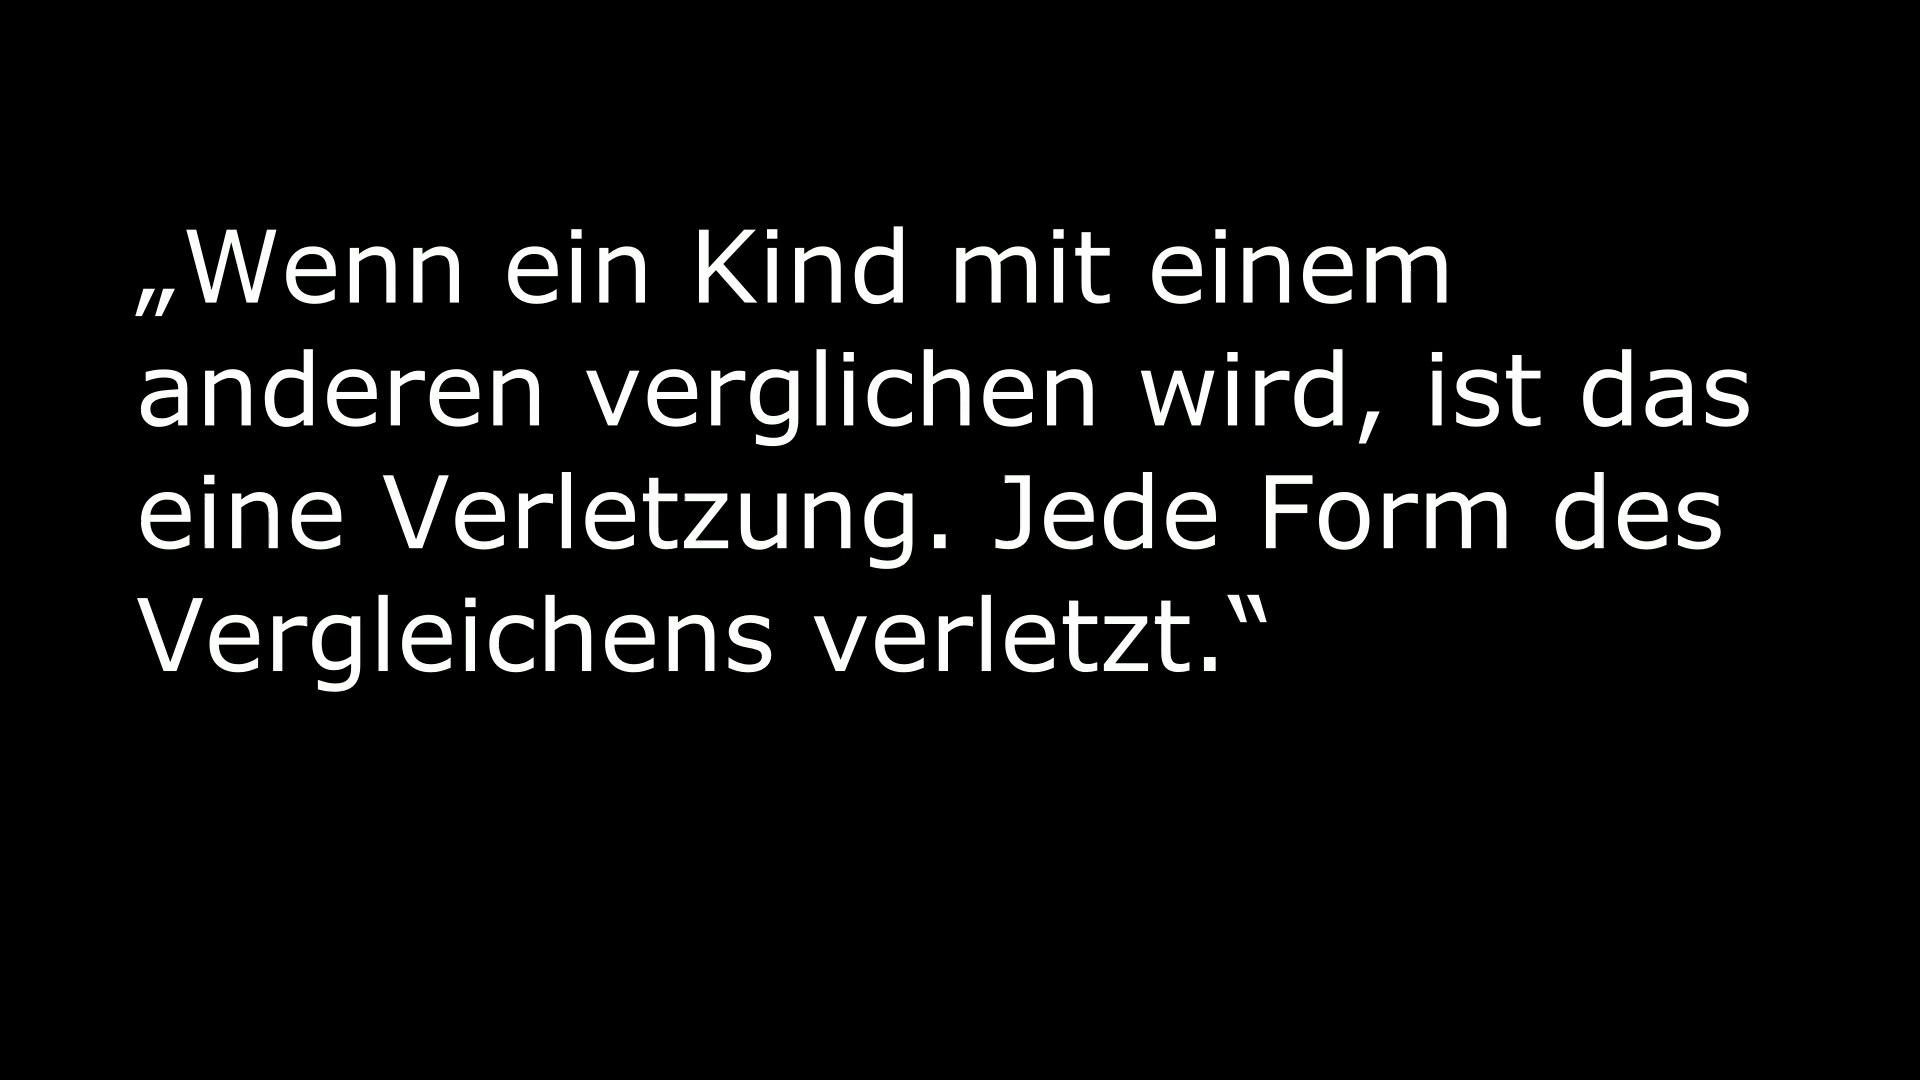 „Wenn ein Kind mit einem
anderen verglichen wird, ist das
eine Verletzung. Jede Form des
Vergleichens verletzt.“